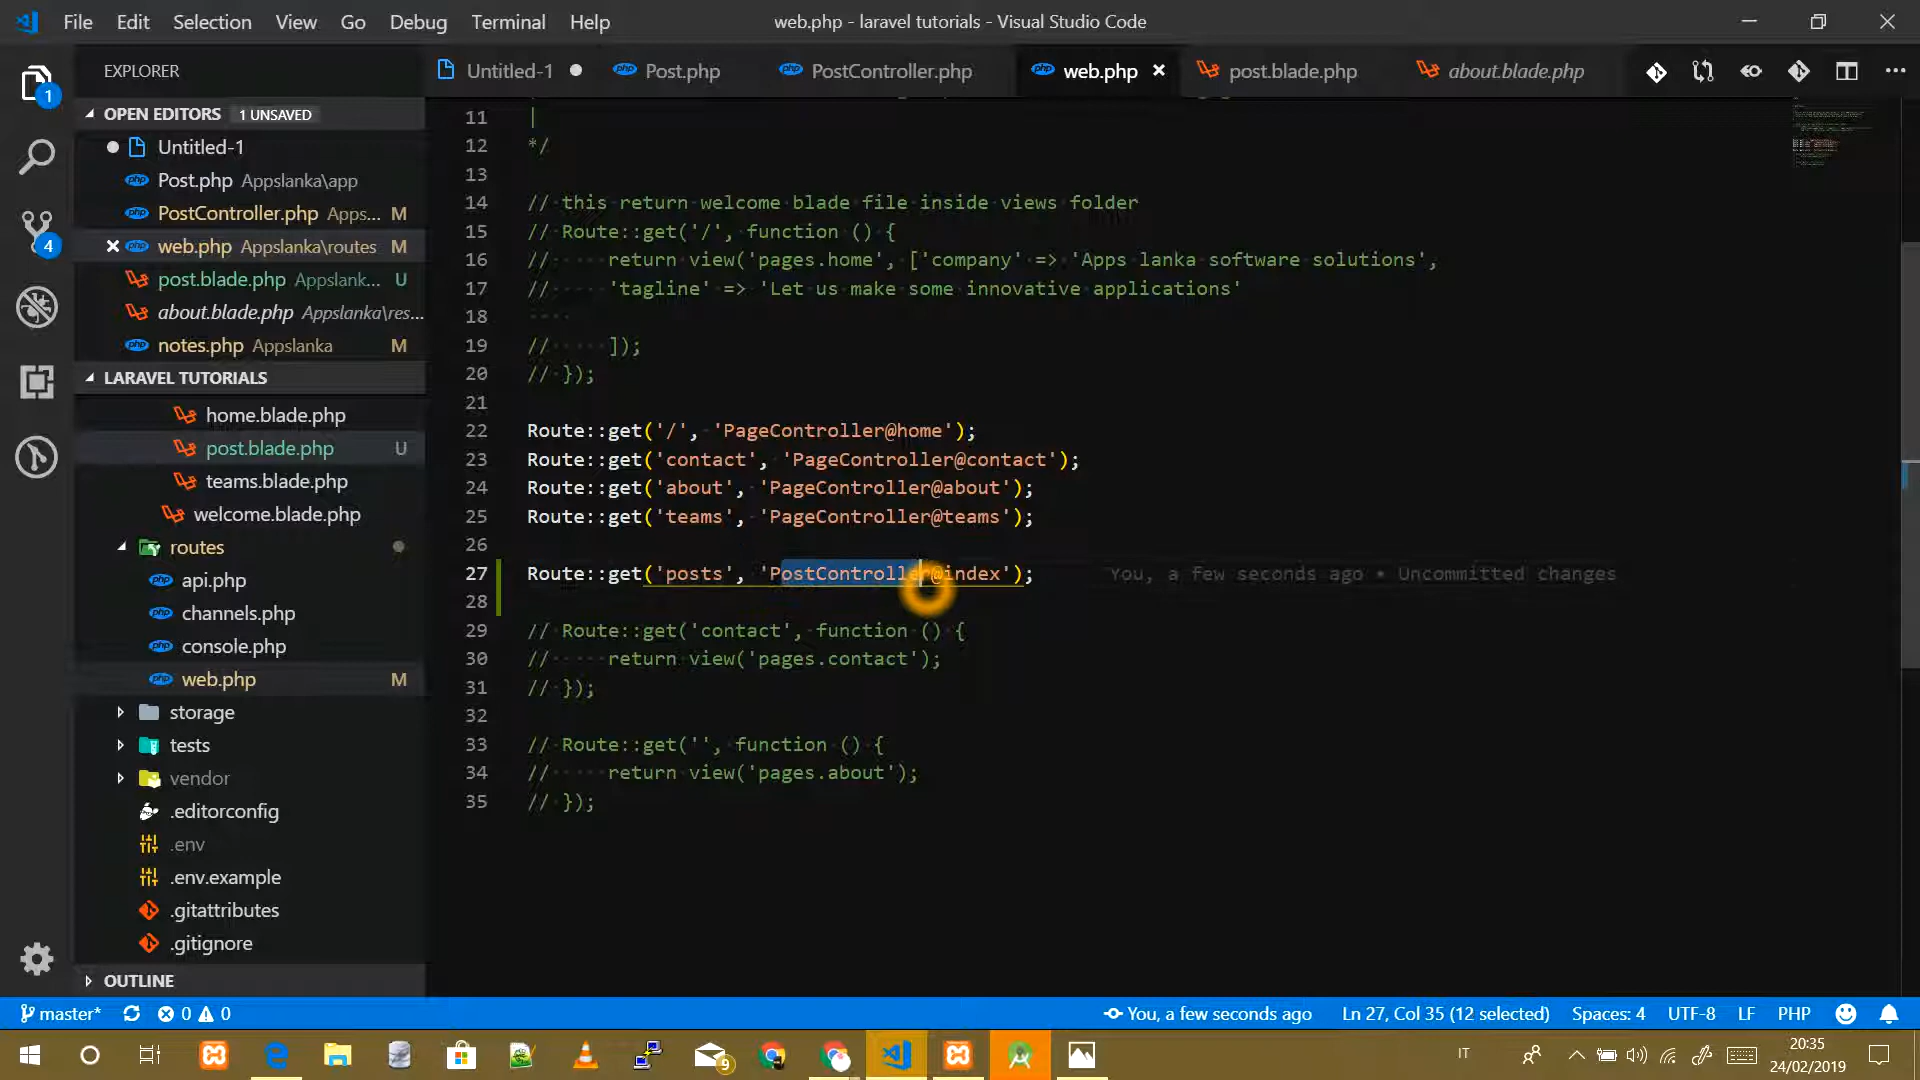 File Edit Selection View Go Debug Terminal Help
web.php - laravel tutorials - Visual Studio Code
EXPLORER
Untitled-1
Post.php
PostController.php
web.php
post.blade.php
about.blade.php
OPEN EDITORS 1 UNSAVED
Untitled-1
Post.php Appslanka\app
PostController.php Apps... M
web.php Appslanka\routes M
post.blade.php Appslank... U
about.blade.php Appslanka\res...
notes.php Appslanka M
LARAVEL TUTORIALS
home.blade.php
post.blade.php U
teams.blade.php
welcome.blade.php
routes
api.php
channels.php
console.php
web.php M
storage
tests
vendor
.editorconfig
.env
.env.example
.gitattributes
.gitignore
OUTLINE
11 |
12 */
13
14 // this return welcome blade file inside views folder
15 // Route::get('/', function () {
16 // return view('pages.home', ['company' => 'Apps lanka software solutions',
17 // 'tagline' => 'Let us make some innovative applications'
18
19 // ]);
20 // });
21
22 Route::get('/', 'PageController@home');
23 Route::get('contact', 'PageController@contact');
24 Route::get('about', 'PageController@about');
25 Route::get('teams', 'PageController@teams');
26
27 Route::get('posts', 'PostController@index'); You, a few seconds ago • Uncommitted changes
28
29 // Route::get('contact', function () {
30 // return view('pages.contact');
31 // });
32
33 // Route::get('', function () {
34 // return view('pages.about');
35 // });
1
4
master* 0 0
You, a few seconds ago Ln 27, Col 35 (12 selected) Spaces: 4 UTF-8 LF PHP
9
IT
20:35
24/02/2019